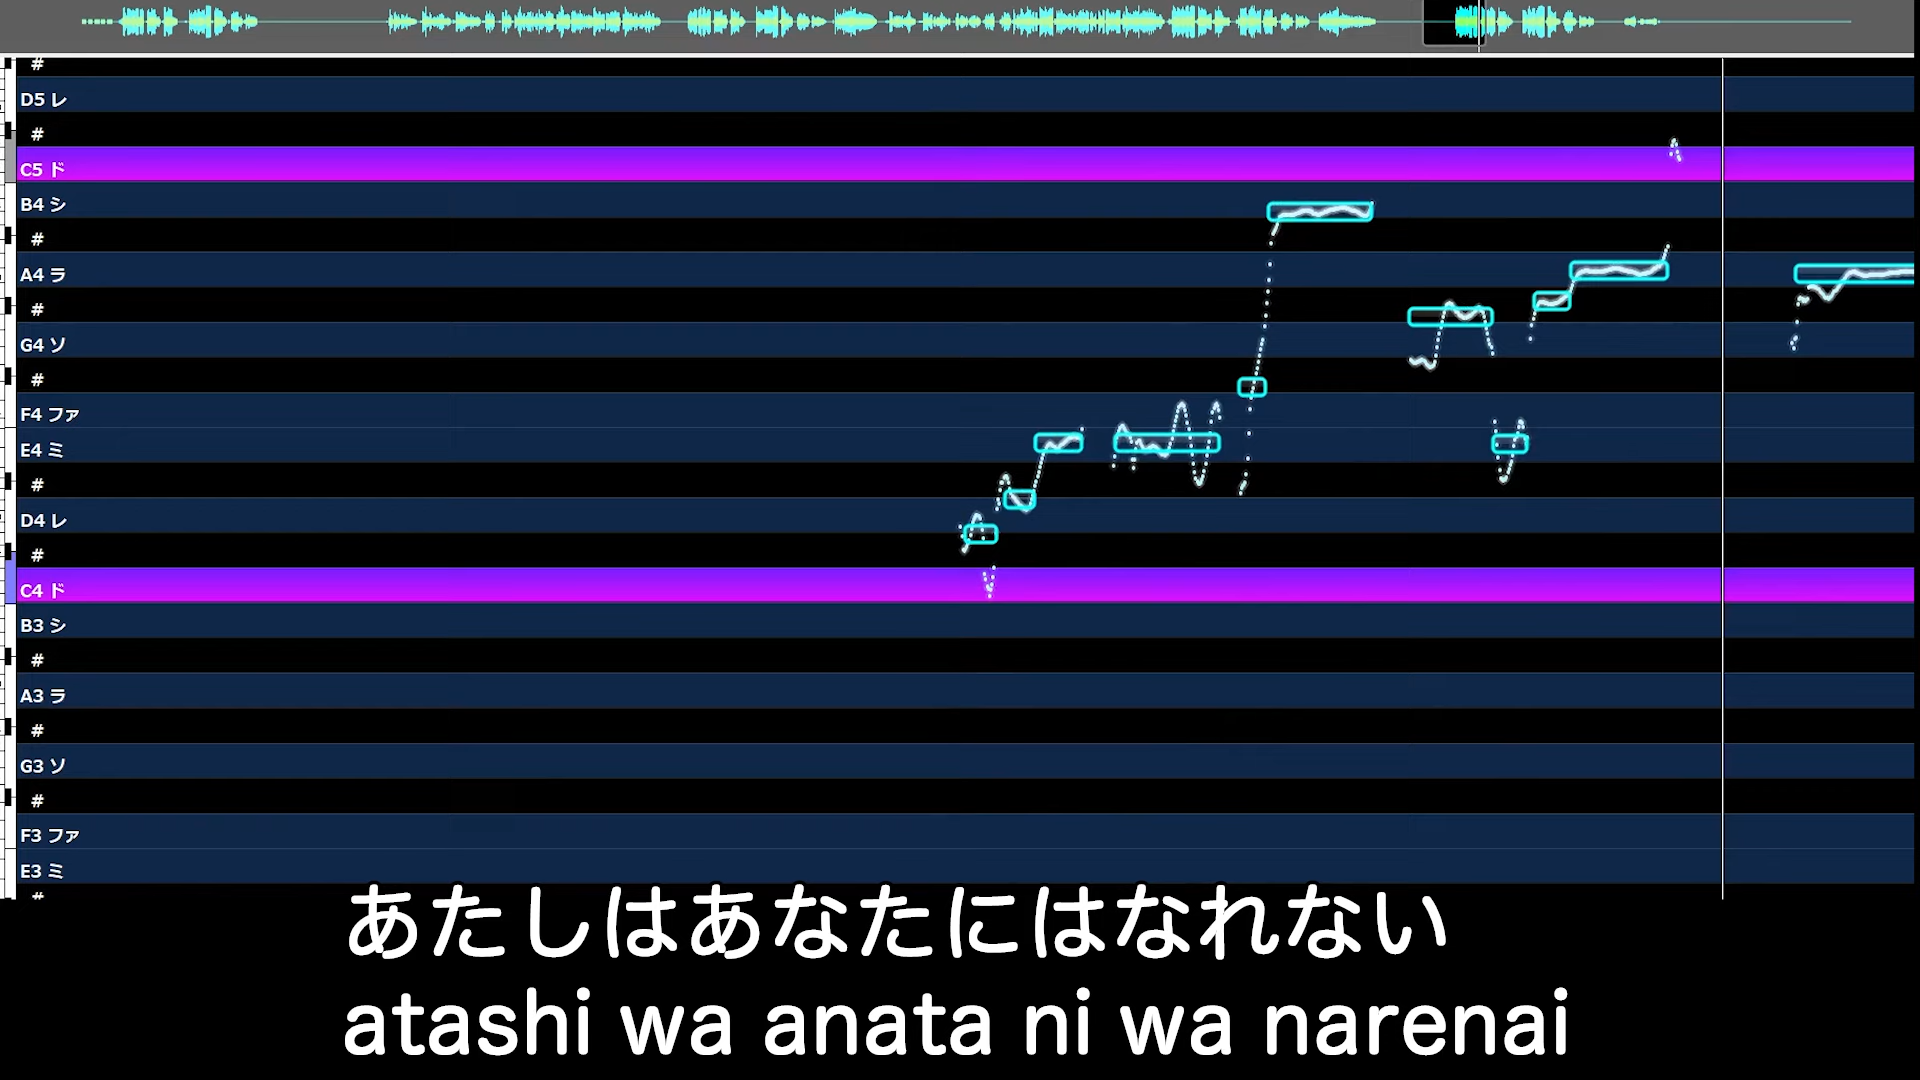 #
D5 レ
#
C5 ド
B4 シ
#
A4 ラ
#
G4 ソ
#
F4 ファ
E4 ミ
#
D4 レ
#
C4 ド
B3 シ
#
A3 ラ
#
G3 ソ
#
F3 ファ
E3 ミ
#
あたしはあなたにはなれない
atashi wa anata ni wa narenai